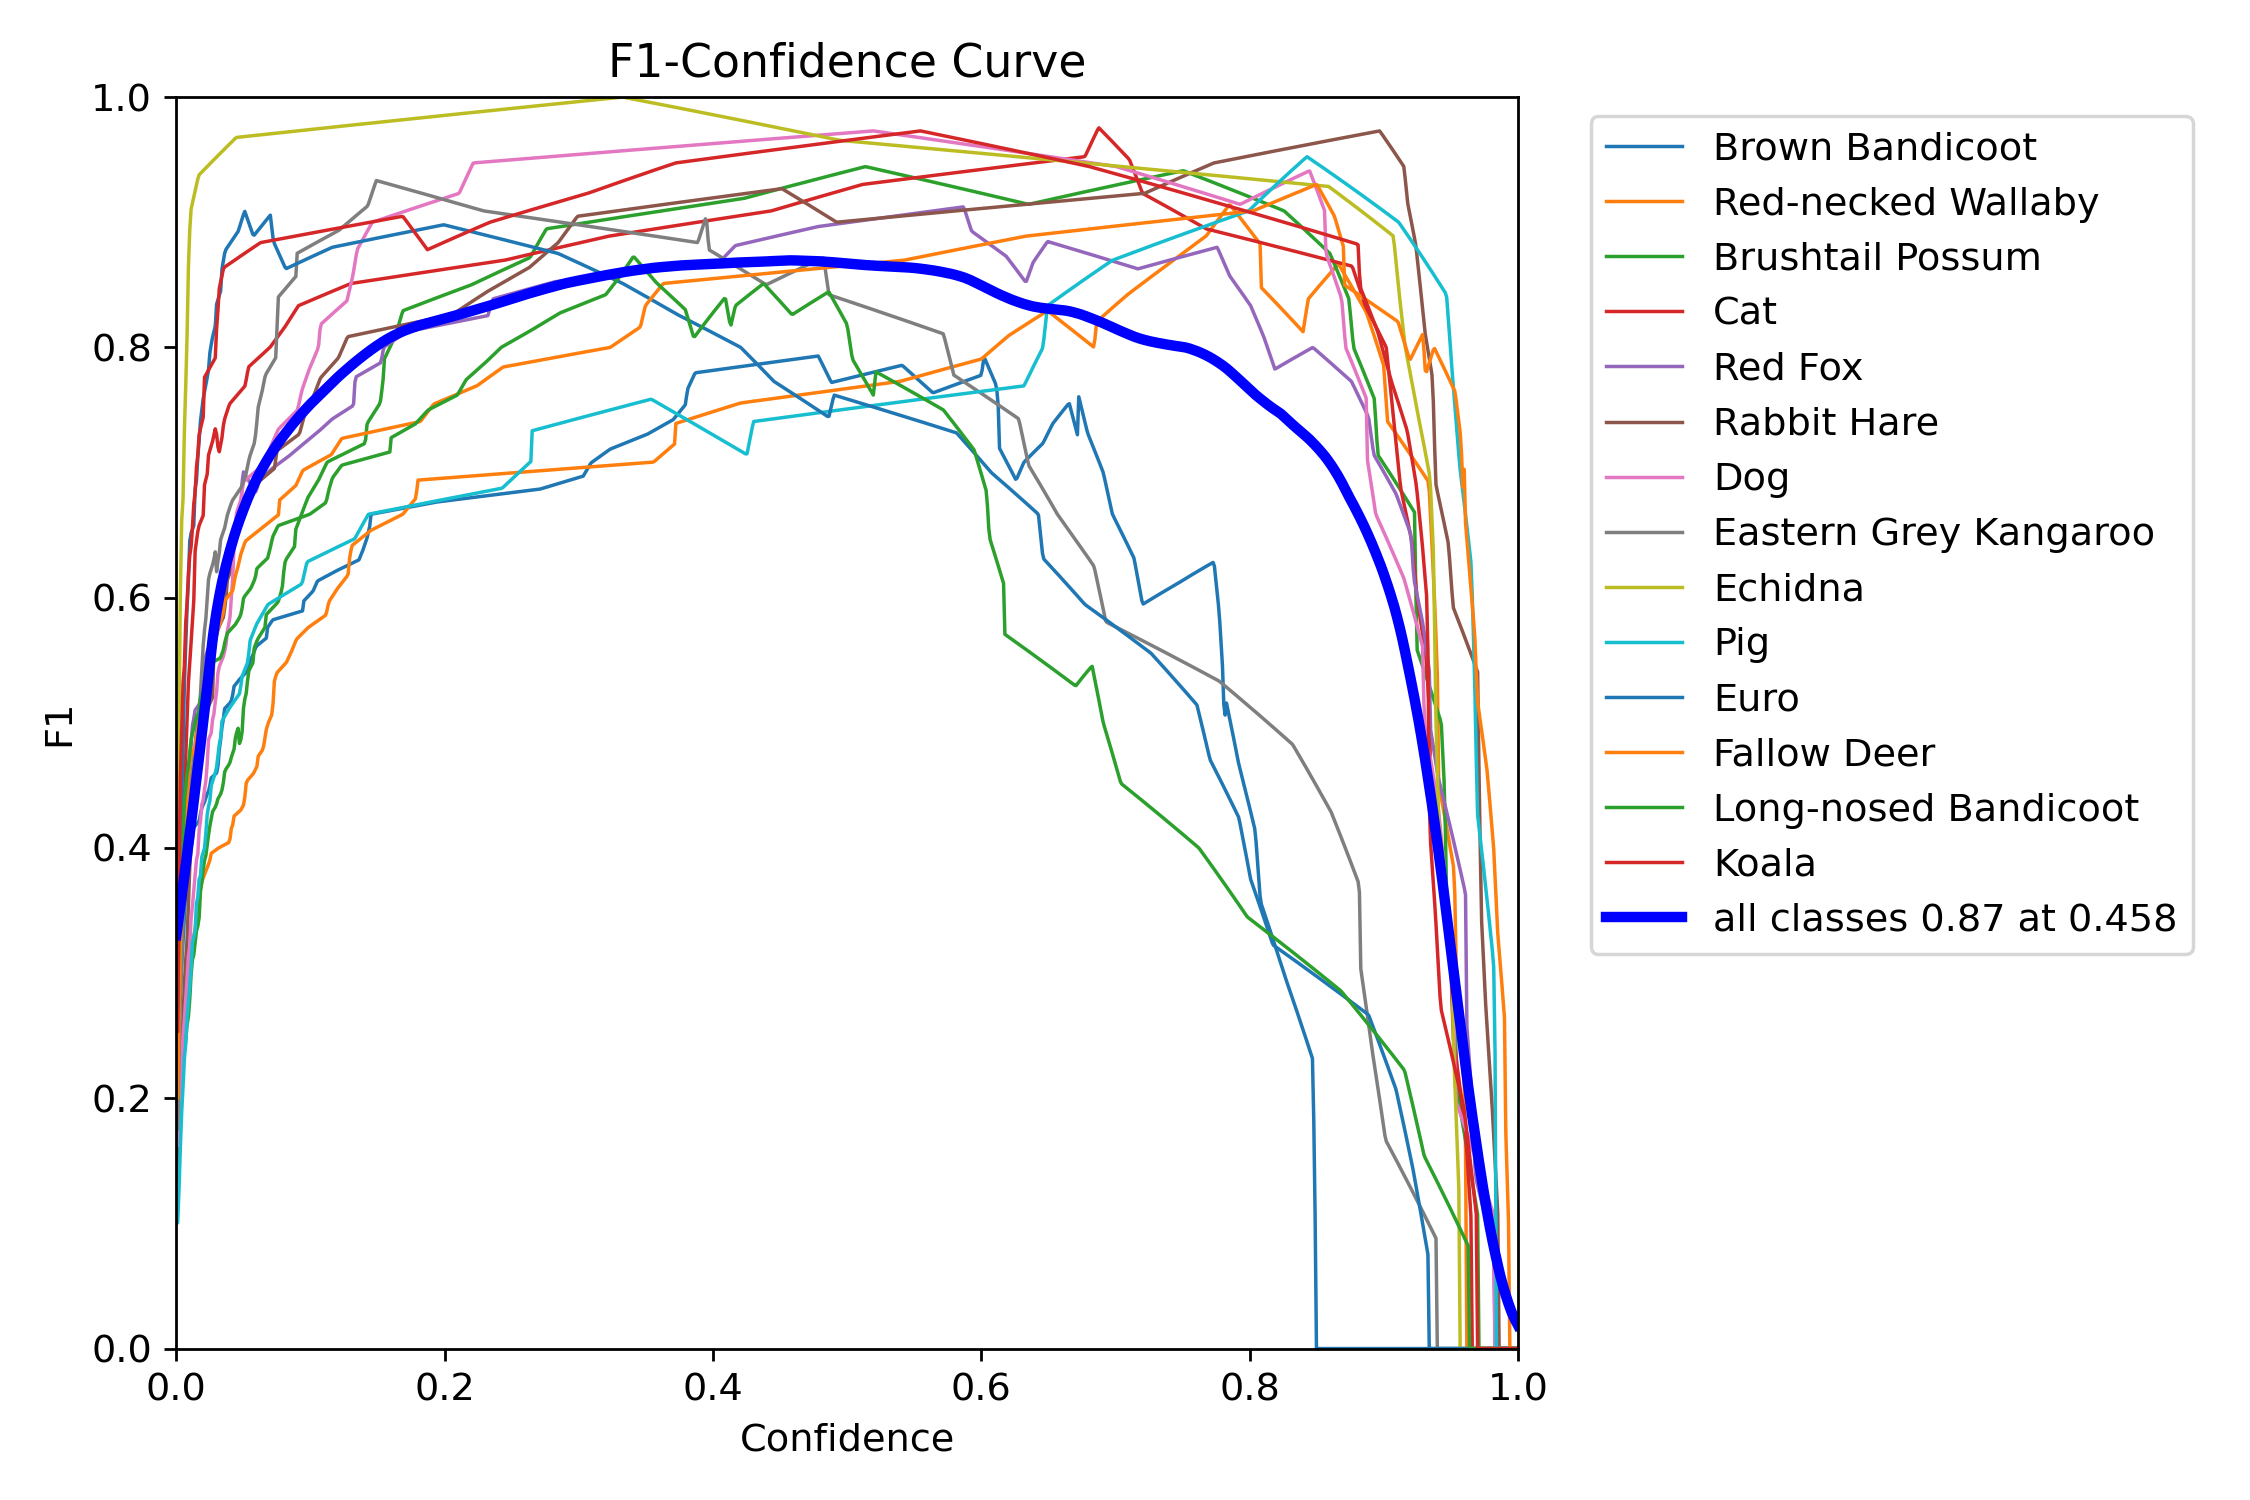 F1-Confidence Curve
1.0
0.8
0.6
0.4
0.2
0.0
F1
0.0 0.2 0.4 0.6 0.8 1.0
Confidence
Brown Bandicoot
Red-necked Wallaby
Brushtail Possum
Cat
Red Fox
Rabbit Hare
Dog
Eastern Grey Kangaroo
Echidna
Pig
Euro
Fallow Deer
Long-nosed Bandicoot
Koala
all classes 0.87 at 0.458